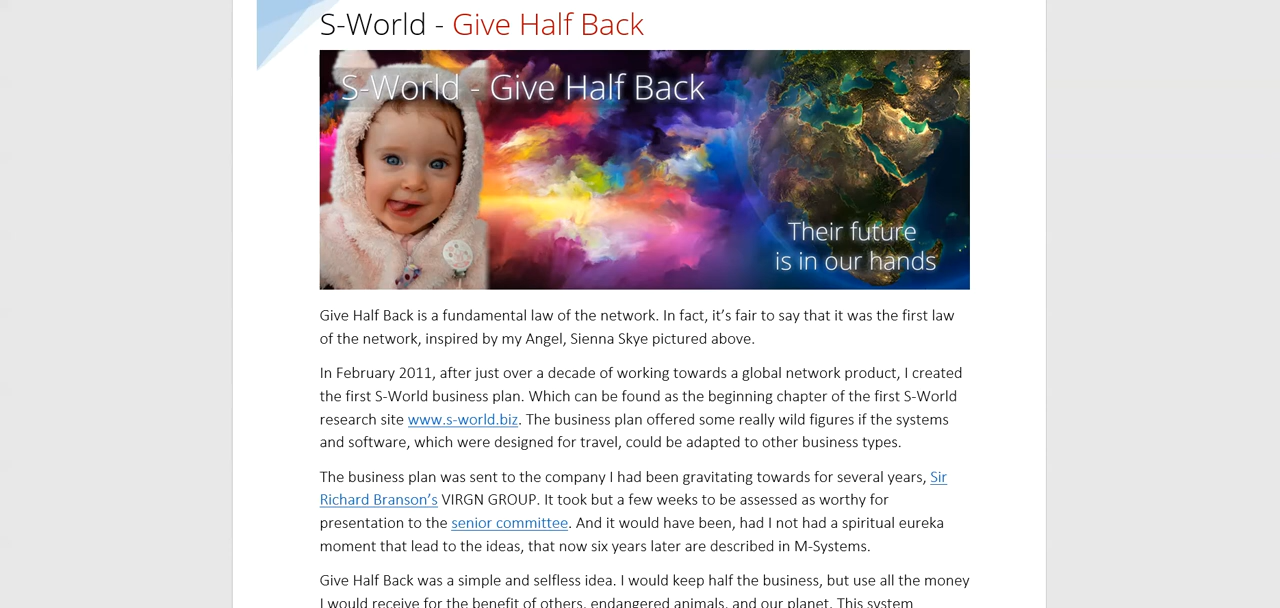 S-World - Give Half Back
S-World - Give Half Back
Their future
is in our hands
Give Half Back is a fundamental law of the network. In fact, it’s fair to say that it was the first law
of the network, inspired by my Angel, Sienna Skye pictured above.
In February 2011, after just over a decade of working towards a global network product, I created
the first S-World business plan. Which can be found as the beginning chapter of the first S-World
research site www.s-world.biz. The business plan offered some really wild figures if the systems
and software, which were designed for travel, could be adapted to other business types.
The business plan was sent to the company I had been gravitating towards for several years, Sir
Richard Branson’s VIRGN GROUP. It took but a few weeks to be assessed as worthy for
presentation to the senior committee. And it would have been, had I not had a spiritual eureka
moment that lead to the ideas, that now six years later are described in M-Systems.
Give Half Back was a simple and selfless idea. I would keep half the business, but use all the money
I would receive for the benefit of others, endangered animals, and our planet. This system